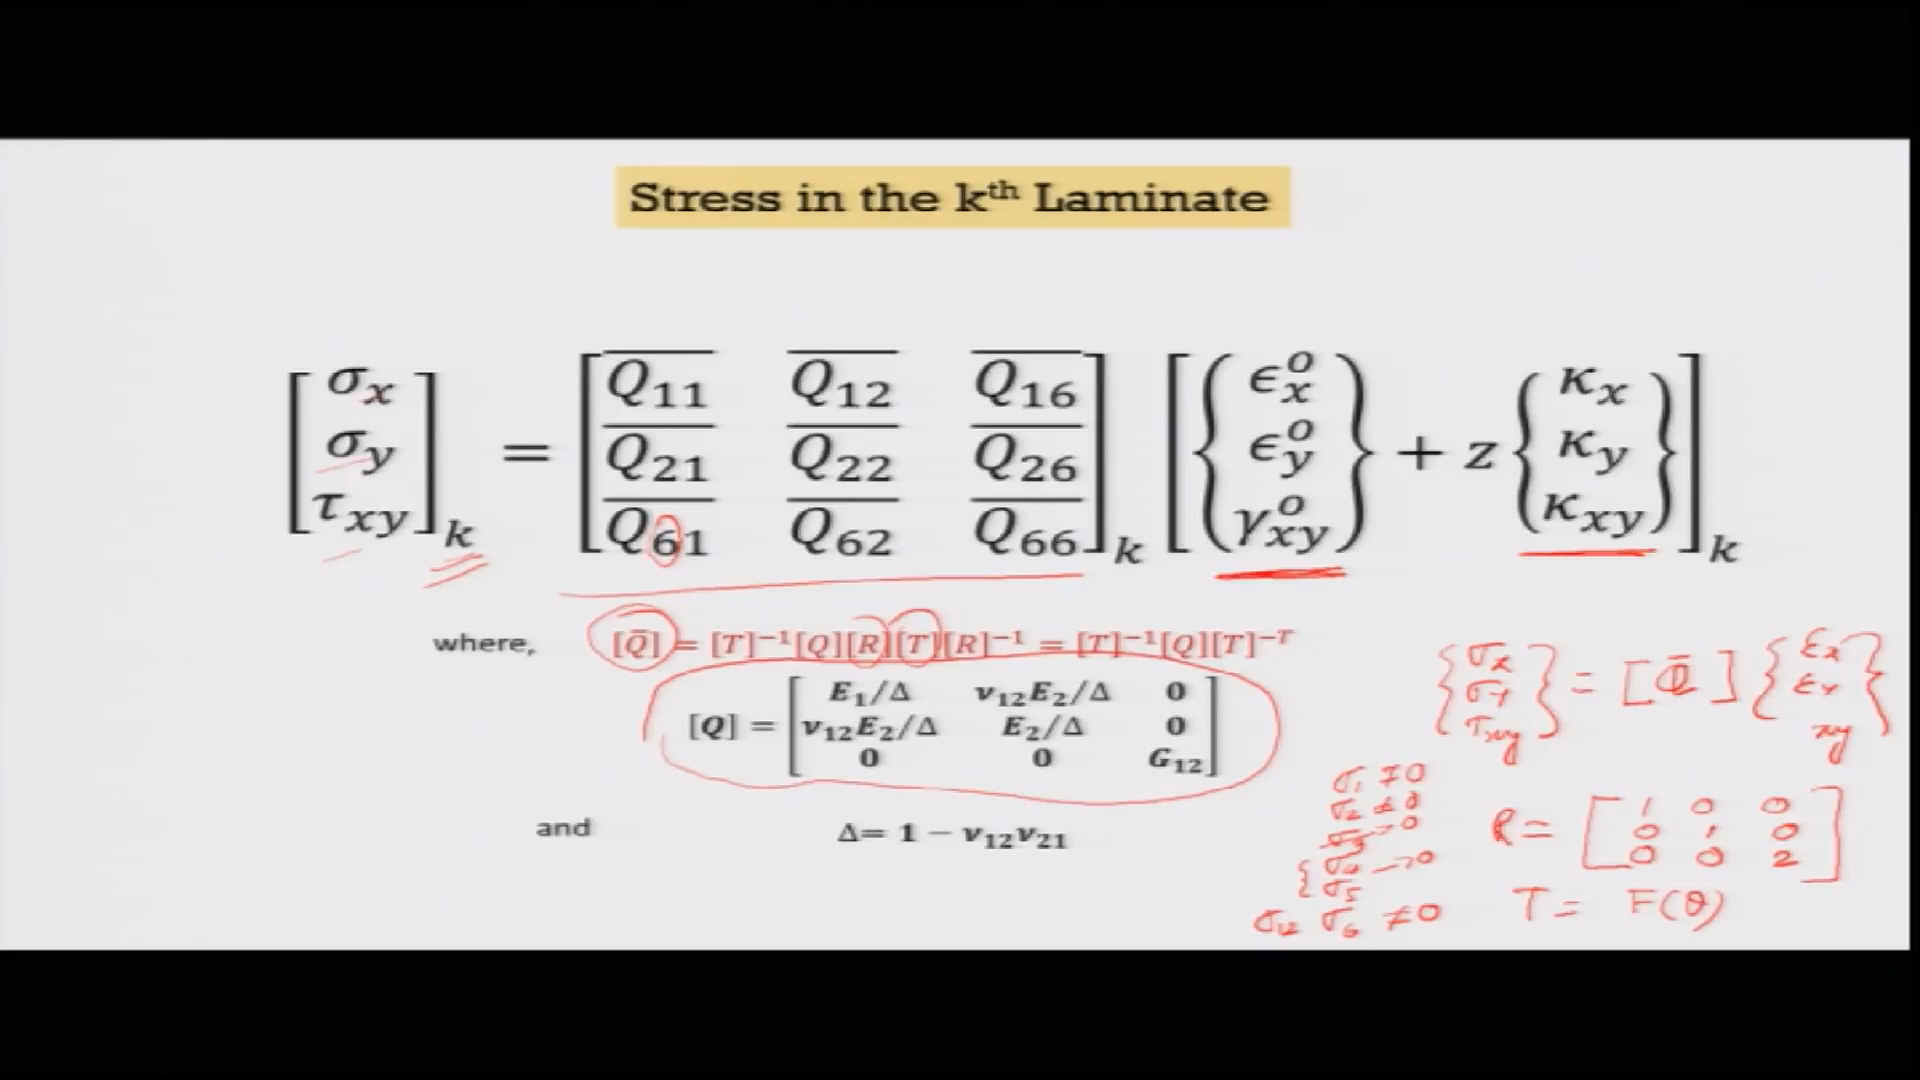 Stress in the kth Laminate
[σx σy τxy]k = [Q̅11 Q̅12 Q̅16; Q̅21 Q̅22 Q̅26; Q̅61 Q̅62 Q̅66]k [{ϵx^o ϵy^o γxy^o} + z {κx κy κxy}]k
where, [Q̄] = [T]⁻¹[Q][R][T][R]⁻¹ = [T]⁻¹[Q][T]⁻ᵀ
[Q] = [E1/Δ ν12E2/Δ 0; ν12E2/Δ E2/Δ 0; 0 0 G12]
and Δ= 1 − ν12ν21
{σx σy τxy} = [Q̄] {εx εy xy}
σ1 ≠0
σ2 ≠0
σ3 →0
{σ4 →0
σ5
σ12 σ6 ≠0
R = [1 0 0; 0 1 0; 0 0 2]
T = F(θ)